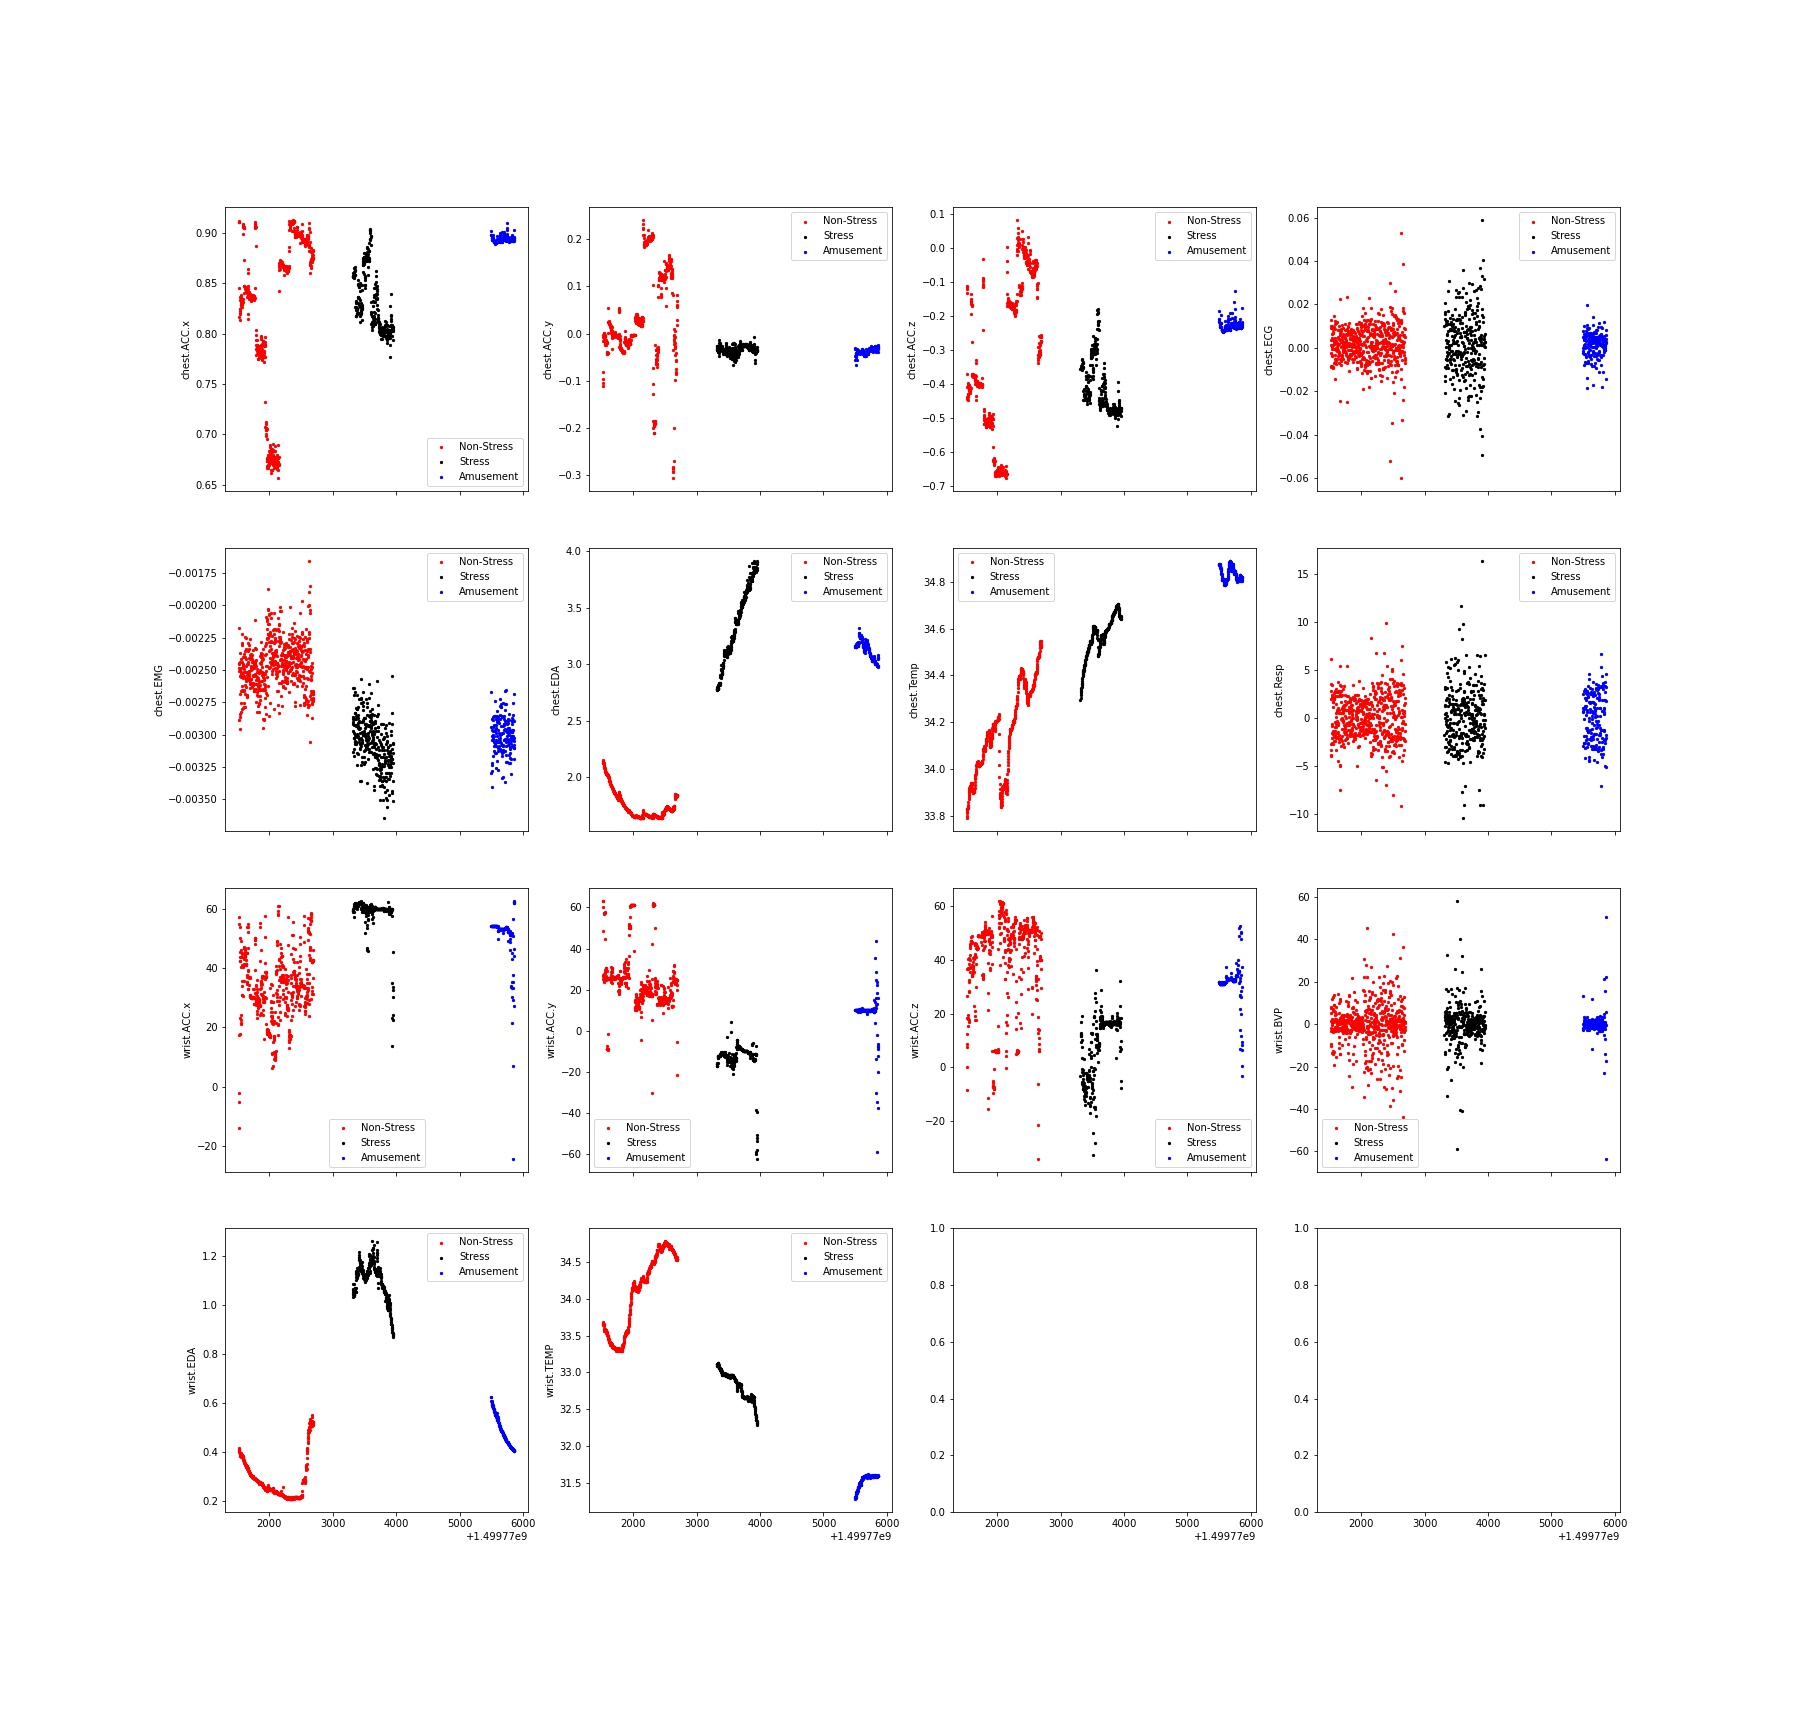 0.90
0.85
0.80
0.75
0.70
0.65
chest.ACC.x
Non-Stress
Stress
Amusement
0.2
0.1
0.0
−0.1
−0.2
−0.3
chest.ACC.y
Non-Stress
Stress
Amusement
0.1
0.0
−0.1
−0.2
−0.3
−0.4
−0.5
−0.6
−0.7
chest.ACC.z
Non-Stress
Stress
Amusement
0.06
0.04
0.02
0.00
−0.02
−0.04
−0.06
chest.ECG
Non-Stress
Stress
Amusement
−0.00175
−0.00200
−0.00225
−0.00250
−0.00275
−0.00300
−0.00325
−0.00350
chest.EMG
Non-Stress
Stress
Amusement
4.0
3.5
3.0
2.5
2.0
chest.EDA
Non-Stress
Stress
Amusement
34.8
34.6
34.4
34.2
34.0
33.8
chest.Temp
Non-Stress
Stress
Amusement
15
10
5
0
−5
−10
chest.Resp
Non-Stress
Stress
Amusement
60
40
20
0
−20
wrist.ACC.x
Non-Stress
Stress
Amusement
60
40
20
0
−20
−40
−60
wrist.ACC.y
Non-Stress
Stress
Amusement
60
40
20
0
−20
wrist.ACC.z
Non-Stress
Stress
Amusement
60
40
20
0
−20
−40
−60
wrist.BVP
Non-Stress
Stress
Amusement
1.2
1.0
0.8
0.6
0.4
0.2
wrist.EDA
Non-Stress
Stress
Amusement
2000 3000 4000 5000 6000
+1.49977e9
34.5
34.0
33.5
33.0
32.5
32.0
31.5
wrist.TEMP
Non-Stress
Stress
Amusement
2000 3000 4000 5000 6000
+1.49977e9
1.0
0.8
0.6
0.4
0.2
0.0
2000 3000 4000 5000 6000
+1.49977e9
1.0
0.8
0.6
0.4
0.2
0.0
2000 3000 4000 5000 6000
+1.49977e9